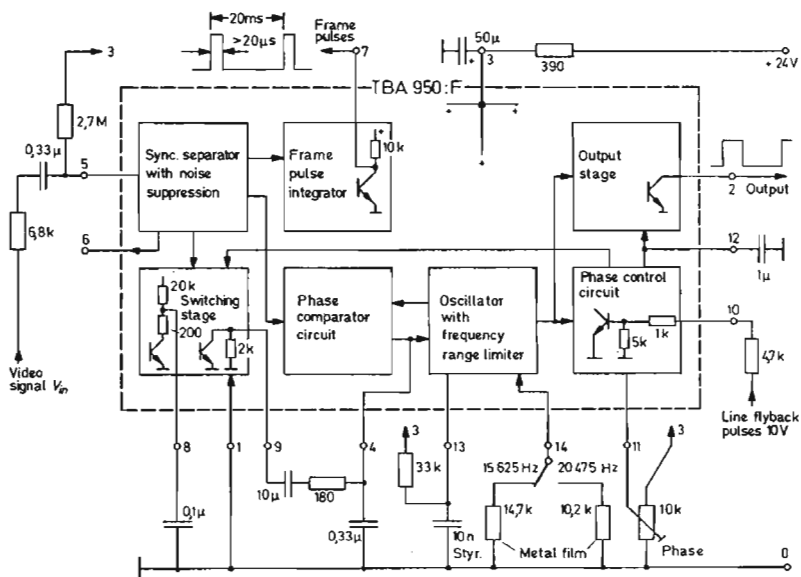 20ms
>20µs
Frame
pulses
7
50µ
+
3
390
+24V
3
TBA 950:F
2,7M
0,33µ
5
Sync. separator
with noise
suppression
Frame
pulse
integrator
+
10k
+
+
+
Output
stage
2
Output
6,8k
6
12
1µ
20k
Switching
stage
200
2k
Phase
comparator
circuit
Oscillator
with
frequency
range limiter
Phase control
circuit
10
1k
5k
4,7k
Video
signal Vin
Line flyback
pulses 10V
8
1
9
4
3
13
14
11
3
33k
15625 Hz
20475 Hz
10µ
180
14,7k
10,2k
10k
0,1µ
0,33µ
10n
Styr.
Metal film
Phase
0